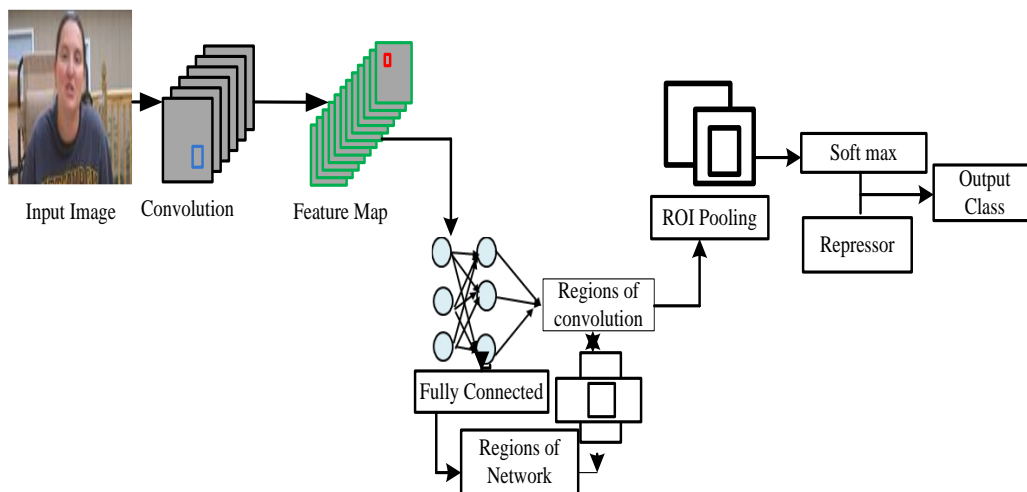 Input Image
Convolution
Feature Map
Fully Connected
Regions of
Network
Regions of
convolution
ROI Pooling
Soft max
Repressor
Output
Class